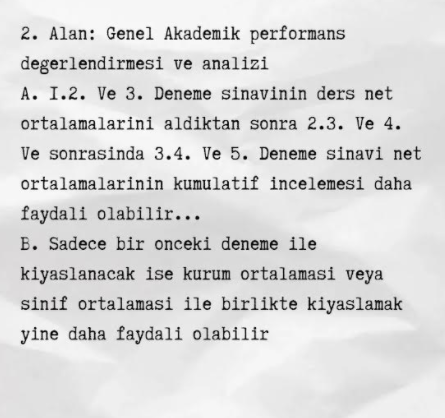 2. Alan: Genel Akademik performans
degerlendirmesi ve analizi
A. I.2. Ve 3. Deneme sinavinin ders net
ortalamalarini aldiktan sonra 2.3. Ve 4.
Ve sonrasinda 3.4. Ve 5. Deneme sinavi net
ortalamalarinin kumulatif incelemesi daha
faydali olabilir...
B. Sadece bir onceki deneme ile
kiyaslanacak ise kurum ortalamasi veya
sinif ortalamasi ile birlikte kiyaslamak
yine daha faydali olabilir